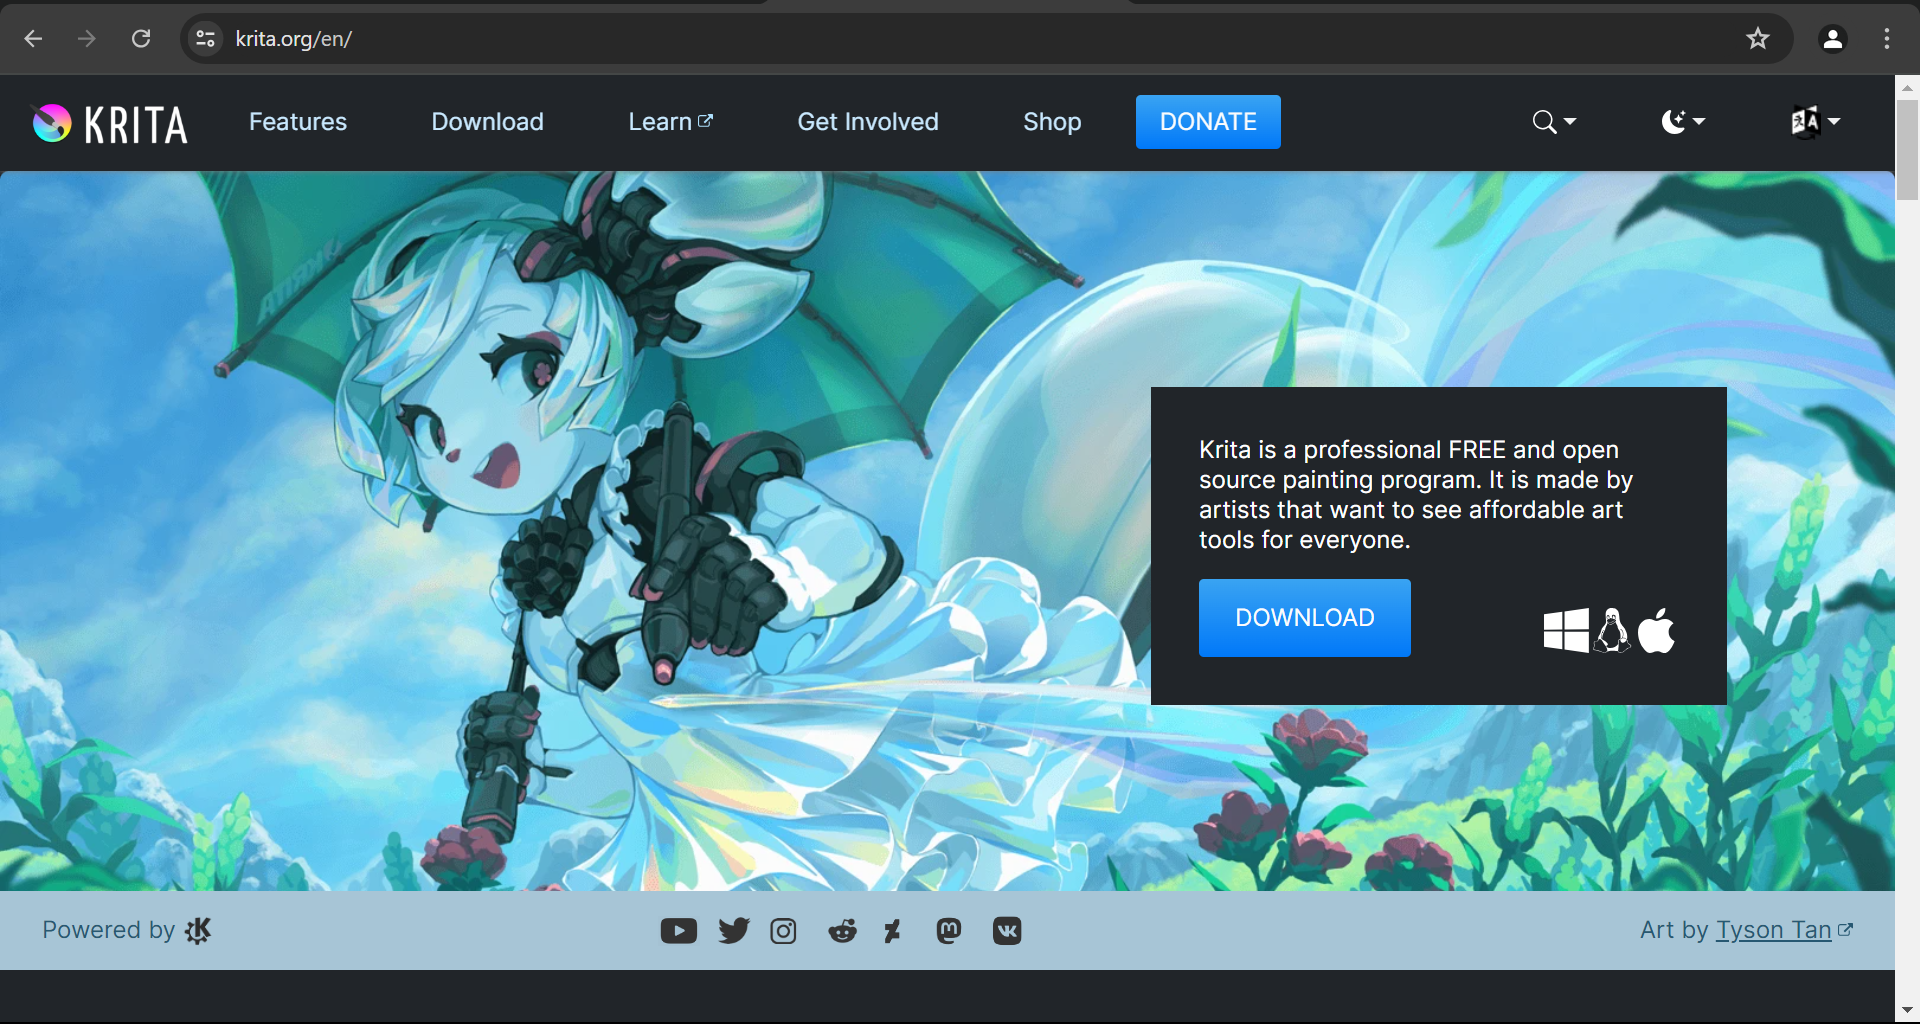 krita.org/en/
KRITA Features Download Learn Get Involved Shop DONATE
Krita is a professional FREE and open
source painting program. It is made by
artists that want to see affordable art
tools for everyone.
DOWNLOAD
Powered by
Art by Tyson Tan